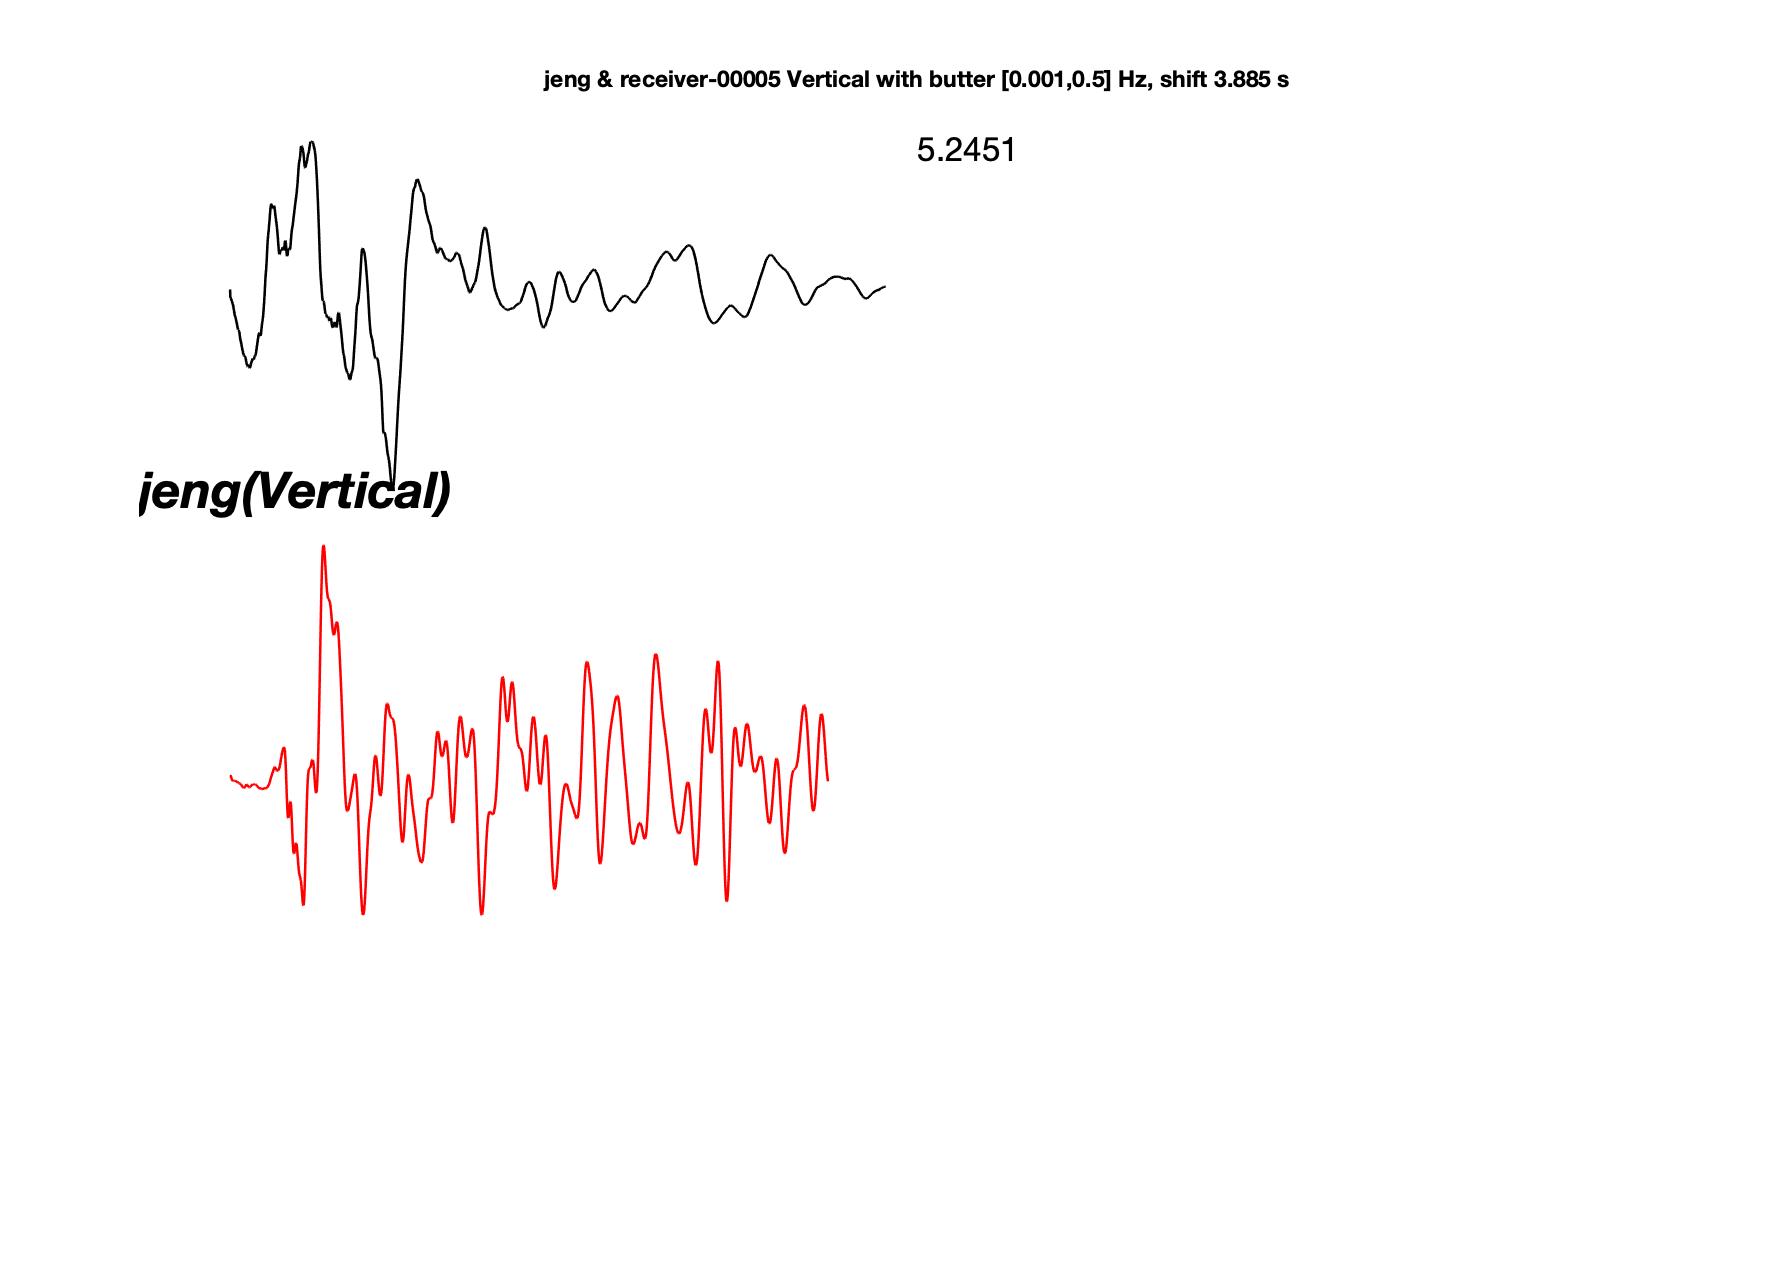 jeng & receiver-00005 Vertical with butter [0.001,0.5] Hz, shift 3.885 s
5.2451
jeng(Vertical)